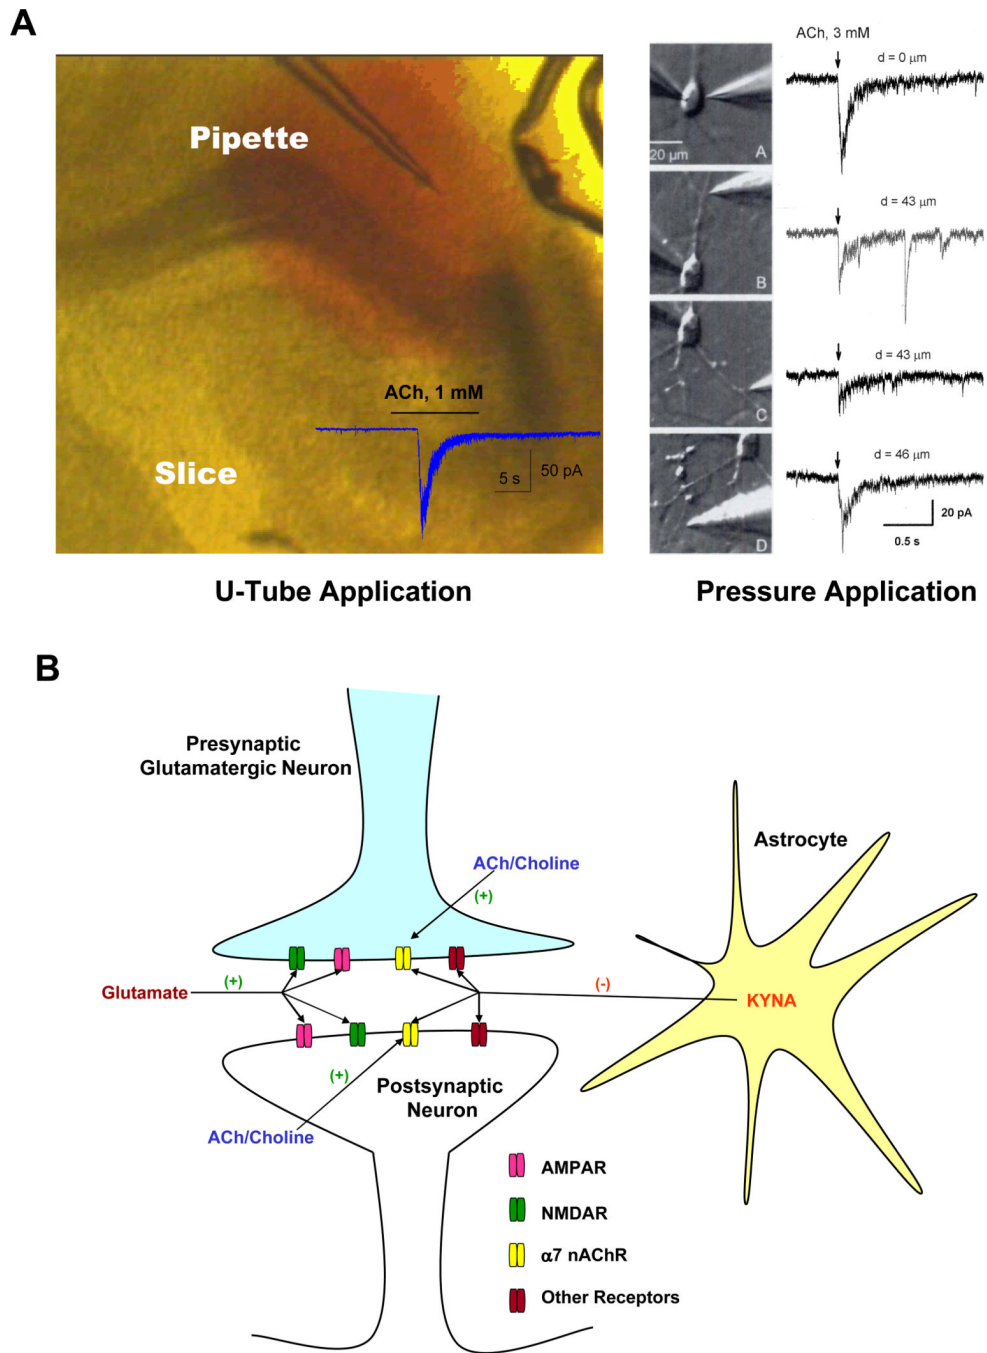 A
Pipette
Slice
ACh, 1 mM
5 s
50 pA
U-Tube Application
ACh, 3 mM
d = 0 μm
20 μm
A
d = 43 μm
B
d = 43 μm
C
d = 46 μm
D
20 pA
0.5 s
Pressure Application
B
Presynaptic
Glutamatergic Neuron
ACh/Choline
(+)
Astrocyte
Glutamate
(+)
(-)
KYNA
(+)
Postsynaptic
Neuron
ACh/Choline
AMPAR
NMDAR
α7 nAChR
Other Receptors